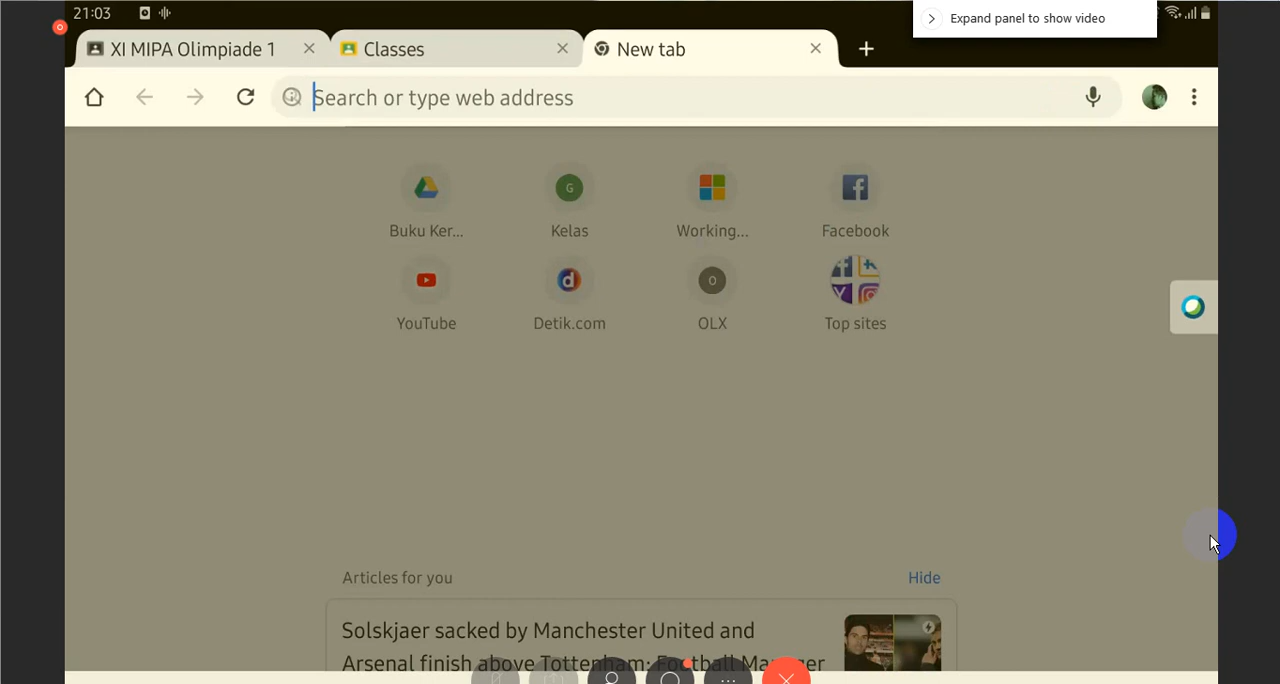 21:03
Expand panel to show video
XI MIPA Olimpiade 1
Classes
New tab
Search or type web address
Buku Ker...
G
Kelas
Working...
Facebook
YouTube
d
Detik.com
O
OLX
Top sites
Articles for you
Hide
Solskjaer sacked by Manchester United and
Arsenal finish above Tottenham: Football Manager